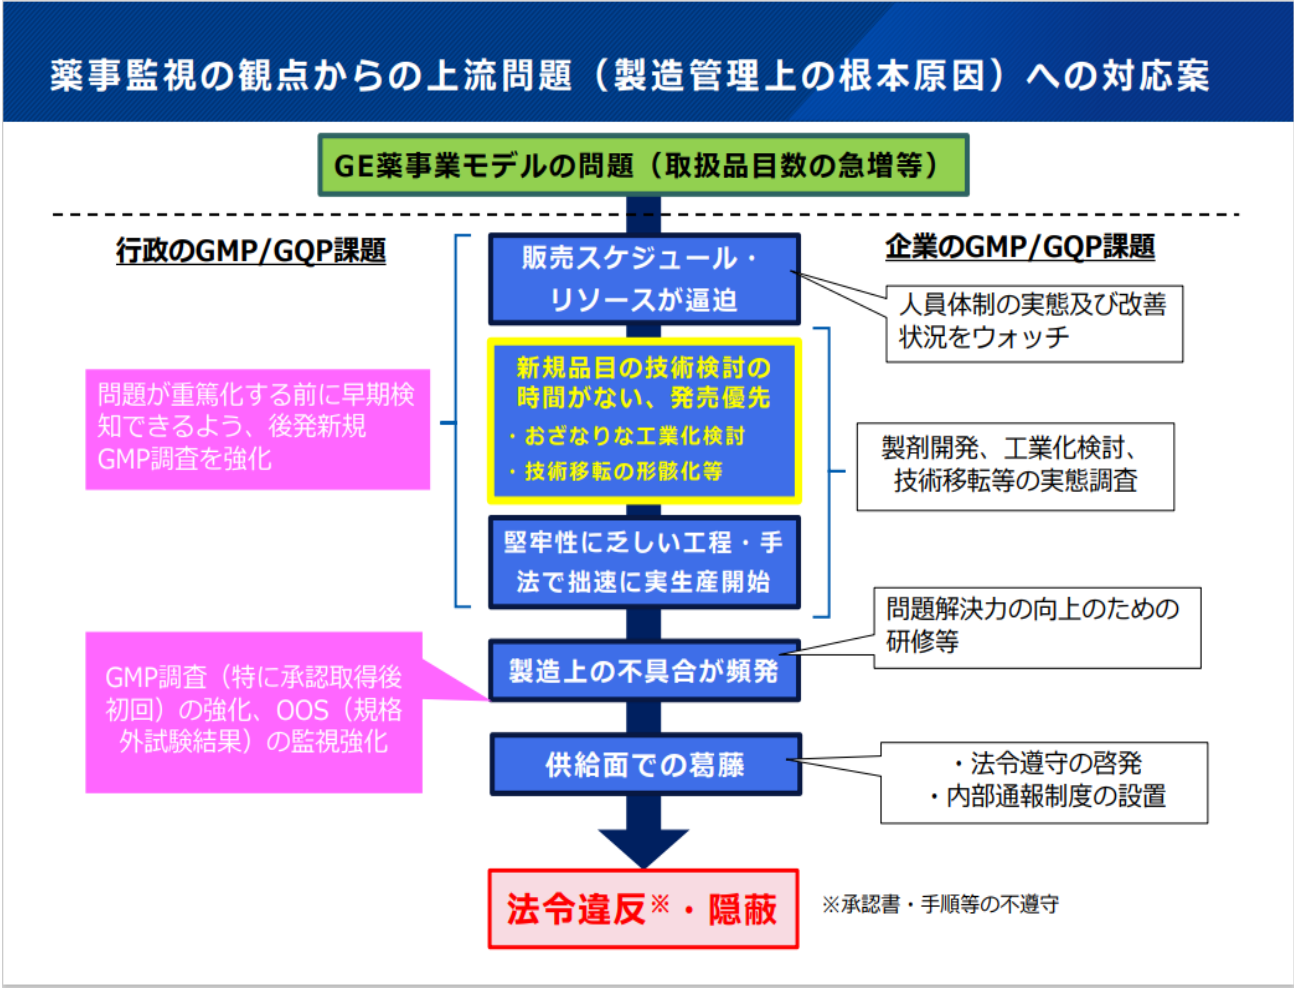 薬事監視の観点からの上流問題（製造管理上の根本原因）への対応案
GE薬事業モデルの問題（取扱品目数の急増等）
行政のGMP/GQP課題
企業のGMP/GQP課題
販売スケジュール・
リソースが逼迫
人員体制の実態及び改善
状況をウォッチ
新規品目の技術検討の
時間がない、発売優先
・おざなりな工業化検討
・技術移転の形骸化等
問題が重篤化する前に早期検
知できるよう、後発新規
GMP調査を強化
製剤開発、工業化検討、
技術移転等の実態調査
堅牢性に乏しい工程・手
法で拙速に実生産開始
問題解決力の向上のための
研修等
製造上の不具合が頻発
GMP調査（特に承認取得後
初回）の強化、OOS（規格
外試験結果）の監視強化
供給面での葛藤
・法令遵守の啓発
・内部通報制度の設置
法令違反※・隠蔽
※承認書・手順等の不遵守